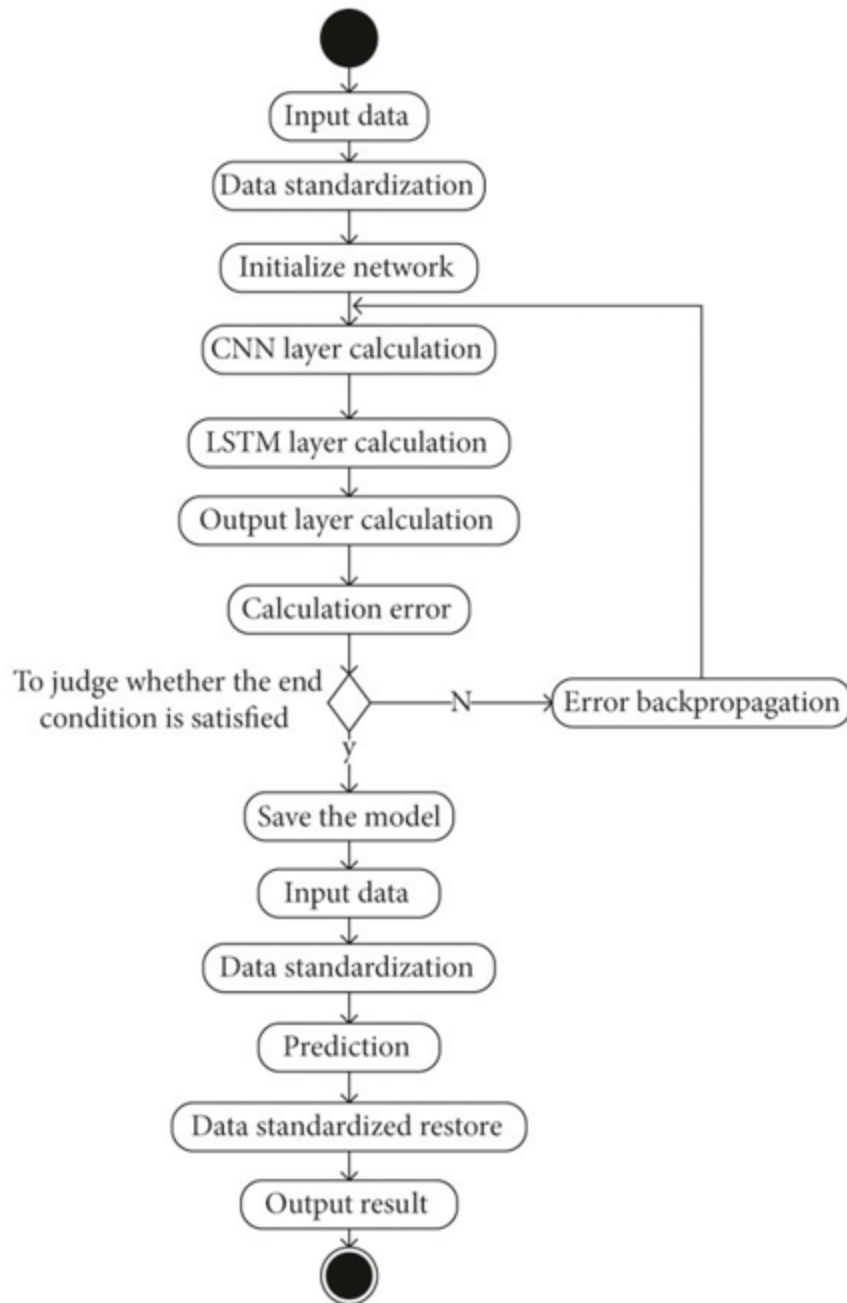 Input data
Data standardization
Initialize network
CNN layer calculation
LSTM layer calculation
Output layer calculation
Calculation error
To judge whether the end
condition is satisfied
N
Error backpropagation
y
Save the model
Input data
Data standardization
Prediction
Data standardized restore
Output result